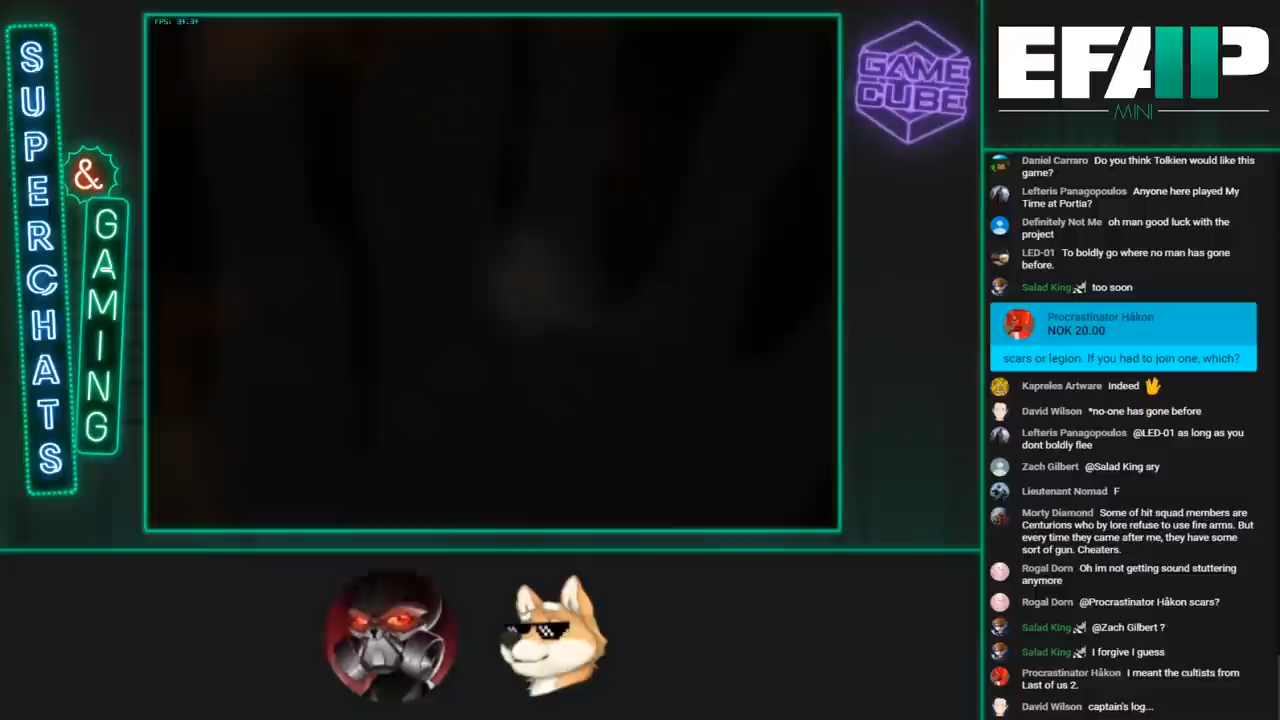 FPS: 34.34
SUPERCHATS
&
GAMING
GAME
CUBE
EFAP
MINI
Daniel Carraro Do you think Tolkien would like this
game?
Lefteris Panagopoulos Anyone here played My
Time at Portia?
Definitely Not Me oh man good luck with the
project
LED-01 To boldly go where no man has gone
before.
Salad King too soon
Procrastinator Håkon
NOK 20.00
scars or legion. If you had to join one, which?
Kapreles Artware Indeed 🖖
David Wilson *no-one has gone before
Lefteris Panagopoulos @LED-01 as long as you
dont boldly flee
Zach Gilbert @Salad King sry
Lieutenant Nomad F
Morty Diamond Some of hit squad members are
Centurions who by lore refuse to use fire arms. But
every time they came after me, they have some
sort of gun. Cheaters.
Rogal Dorn Oh im not getting sound stuttering
anymore
Rogal Dorn @Procrastinator Håkon scars?
Salad King @Zach Gilbert ?
Salad King I forgive I guess
Procrastinator Håkon I meant the cultists from
Last of us 2.
David Wilson captain's log...